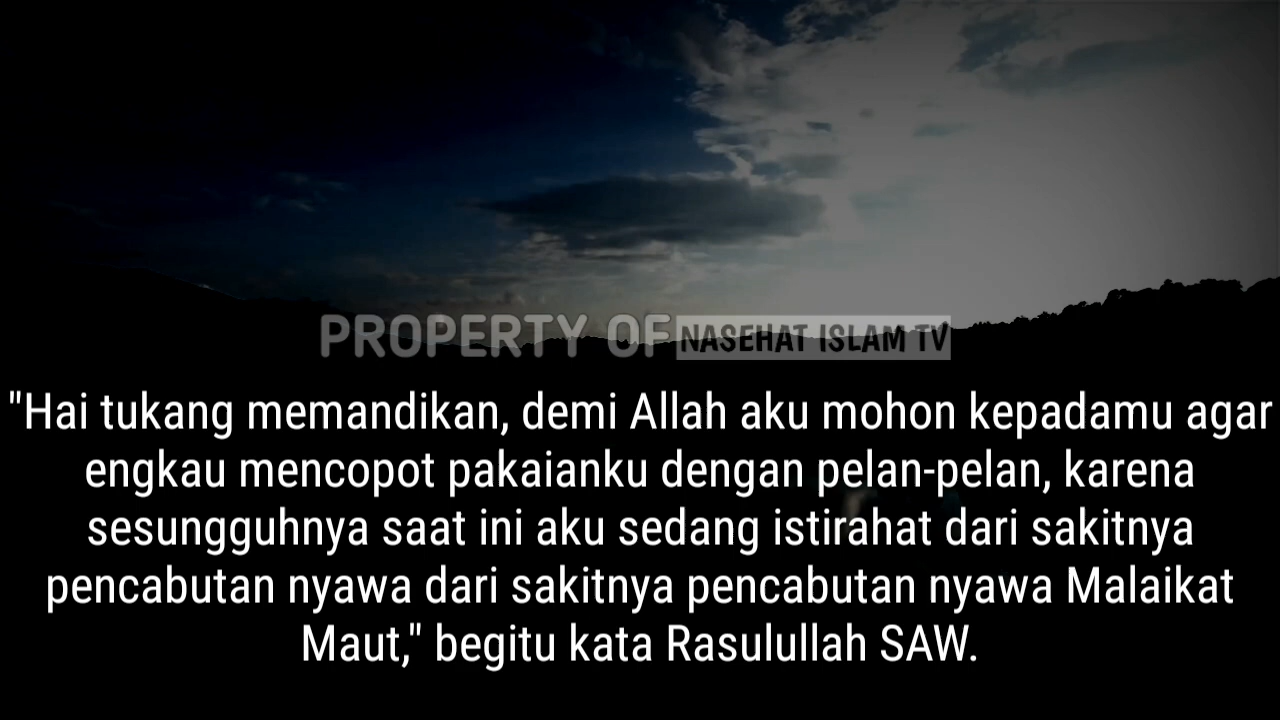 PROPERTY OF NASEHAT ISLAM TV
"Hai tukang memandikan, demi Allah aku mohon kepadamu agar
engkau mencopot pakaianku dengan pelan-pelan, karena
sesungguhnya saat ini aku sedang istirahat dari sakitnya
pencabutan nyawa dari sakitnya pencabutan nyawa Malaikat
Maut," begitu kata Rasulullah SAW.